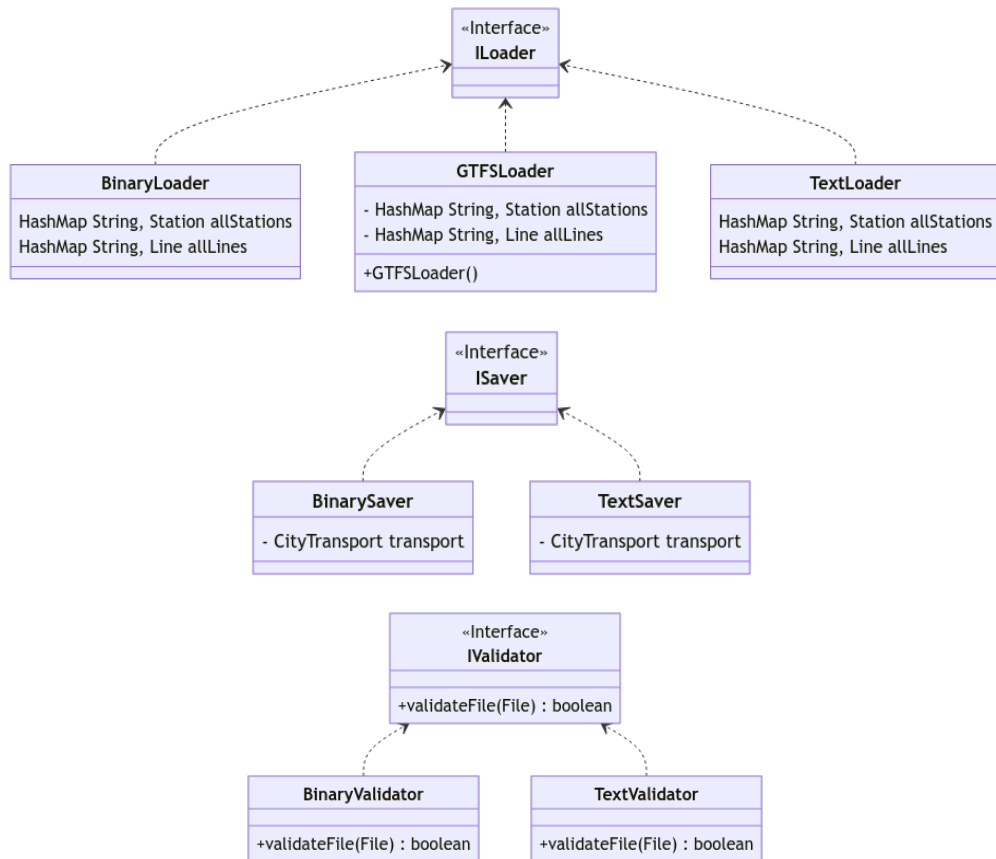 «Interface»
ILoader
BinaryLoader
HashMap String, Station allStations
HashMap String, Line allLines
GTFSLoader
- HashMap String, Station allStations
- HashMap String, Line allLines
+GTFSLoader()
TextLoader
HashMap String, Station allStations
HashMap String, Line allLines
«Interface»
ISaver
BinarySaver
- CityTransport transport
TextSaver
- CityTransport transport
«Interface»
IValidator
+validateFile(File) : boolean
BinaryValidator
+validateFile(File) : boolean
TextValidator
+validateFile(File) : boolean